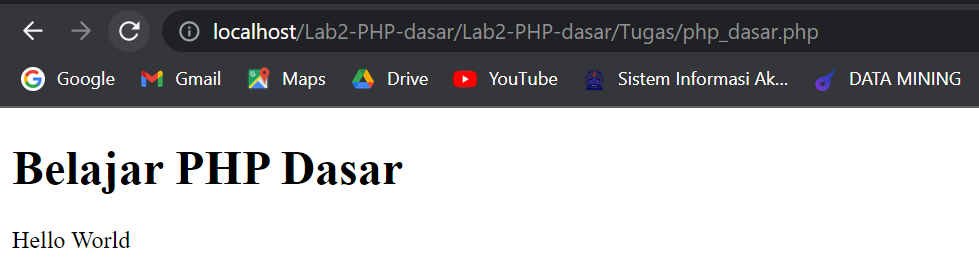 localhost/Lab2-PHP-dasar/Lab2-PHP-dasar/Tugas/php_dasar.php
Google Gmail Maps Drive YouTube Sistem Informasi Ak... DATA MINING
Belajar PHP Dasar
Hello World